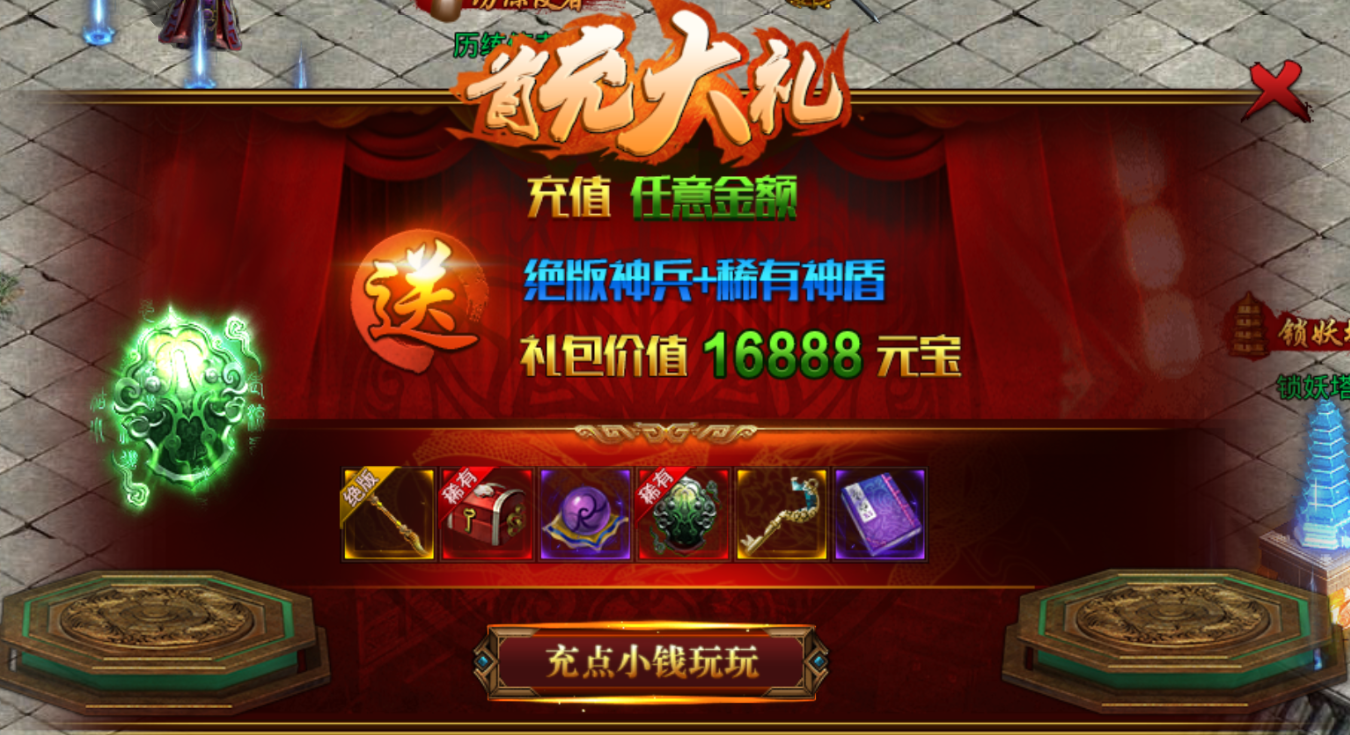 首充大礼
充值 任意金额
送
绝版神兵+稀有神盾
礼包价值 16888 元宝
锁妖塔
绝版
稀有
稀有
充点小钱玩玩